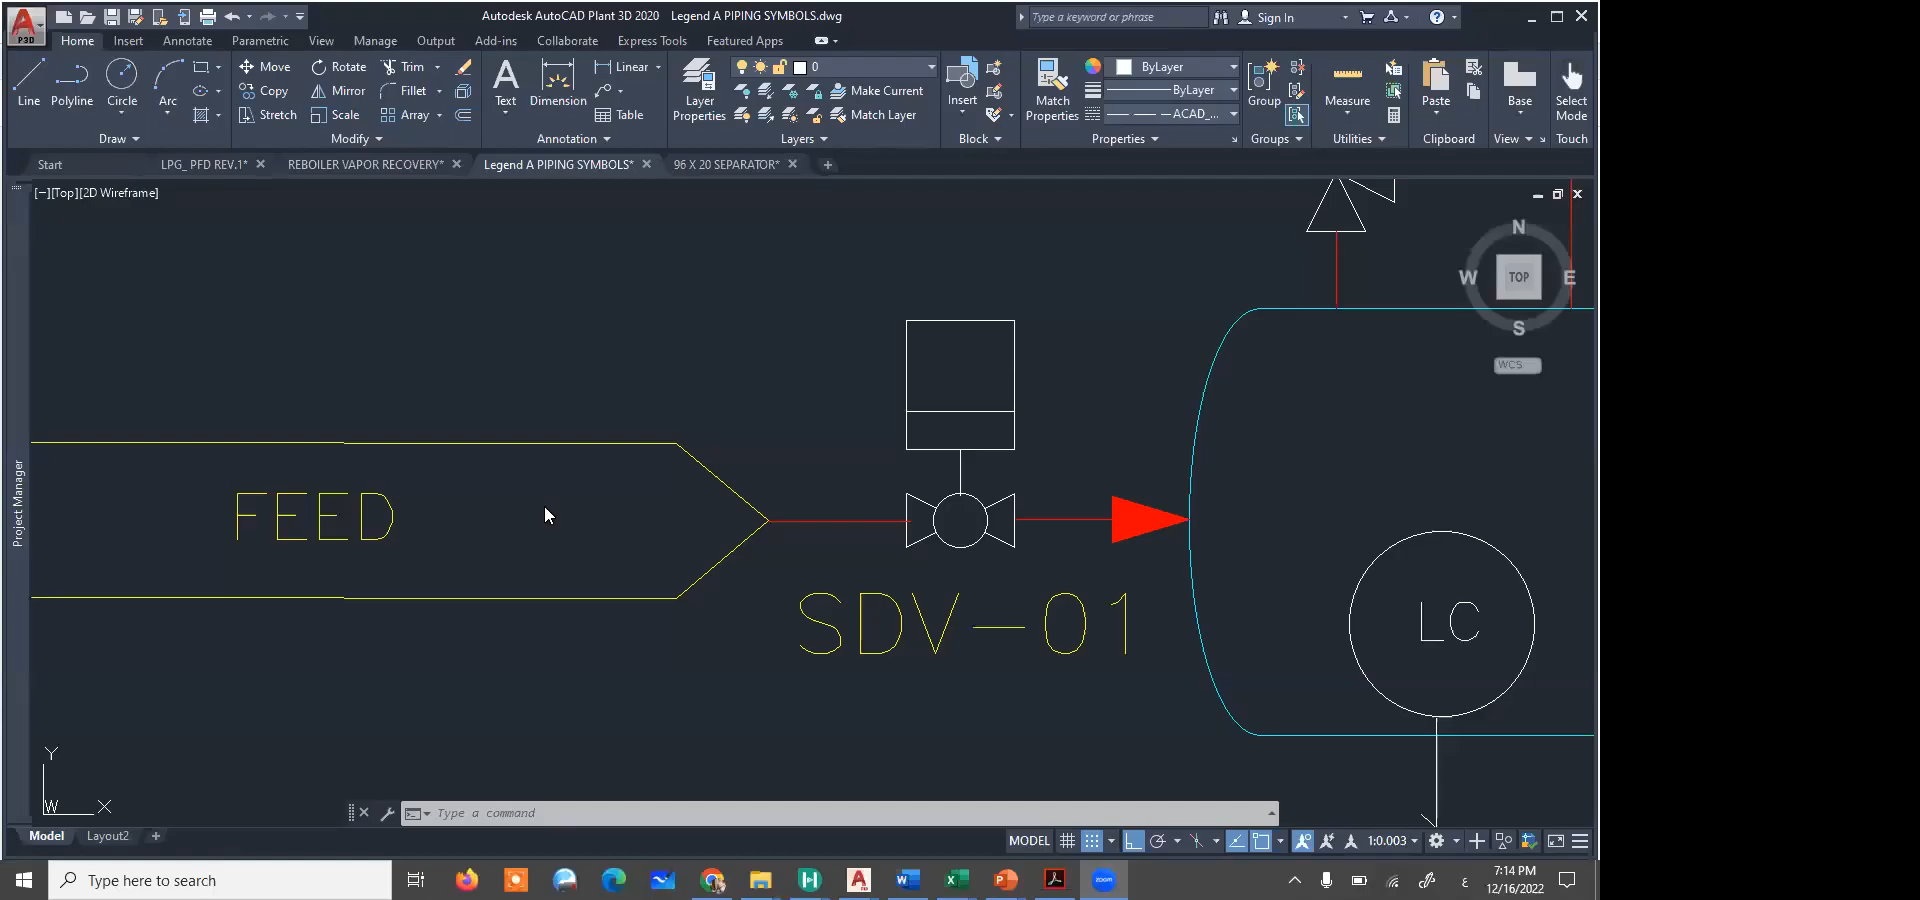 Autodesk AutoCAD Plant 3D 2020 Legend A PIPING SYMBOLS.dwg
Type a keyword or phrase
Sign In
P3D
Home Insert Annotate Parametric View Manage Output Add-ins Collaborate Express Tools Featured Apps
Line Polyline Circle Arc
Move Rotate Trim
Copy Mirror Fillet
Stretch Scale Array
Text Dimension
Linear
Table
Layer Properties
0
Make Current
Match Layer
Insert
Match Properties
ByLayer
ByLayer
ACAD_...
Group
Measure
Paste
Base
Select Mode
Draw Modify Annotation Layers Block Properties Groups Utilities Clipboard View Touch
Start LPG_ PFD REV.1* REBOILER VAPOR RECOVERY* Legend A PIPING SYMBOLS* 96 X 20 SEPARATOR*
[−][Top][2D Wireframe]
N
W TOP E
S
WCS
Project Manager
FEED
SDV-01
LC
Y
W X
Type a command
Model Layout2
MODEL
1:0.003
Type here to search
zoom
ع
7:14 PM
12/16/2022